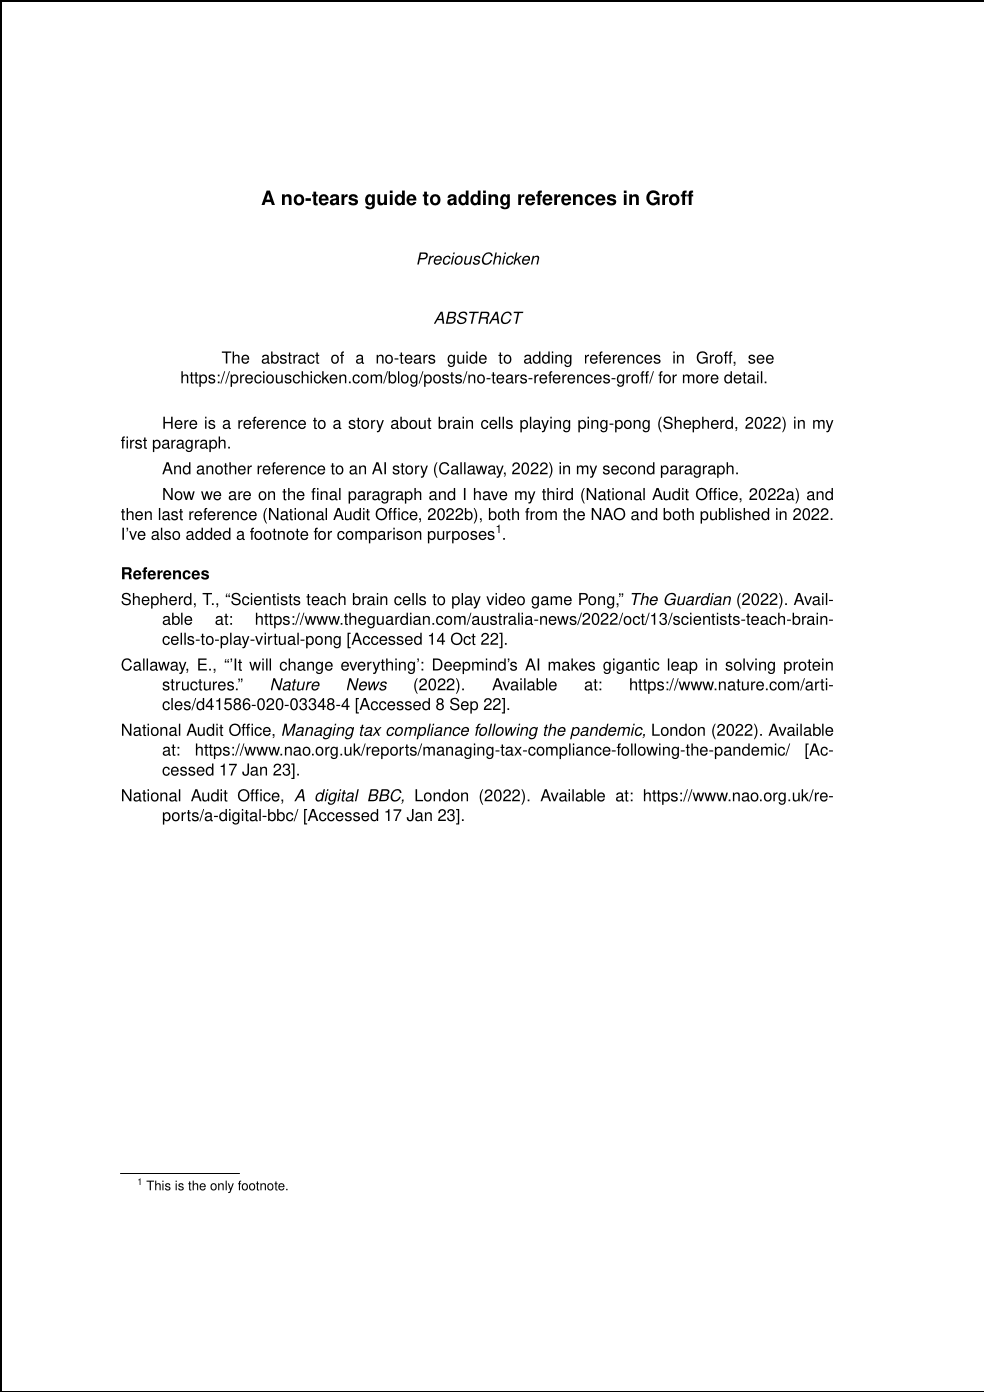 A no-tears guide to adding references in Groff
PreciousChicken
ABSTRACT
The abstract of a no-tears guide to adding references in Groff, see
https://preciouschicken.com/blog/posts/no-tears-references-groff/ for more detail.
Here is a reference to a story about brain cells playing ping-pong (Shepherd, 2022) in my
first paragraph.
And another reference to an AI story (Callaway, 2022) in my second paragraph.
Now we are on the final paragraph and I have my third (National Audit Office, 2022a) and
then last reference (National Audit Office, 2022b), both from the NAO and both published in 2022.
I’ve also added a footnote for comparison purposes¹.
References
Shepherd, T., “Scientists teach brain cells to play video game Pong,” The Guardian (2022). Avail-
able at: https://www.theguardian.com/australia-news/2022/oct/13/scientists-teach-brain-
cells-to-play-virtual-pong [Accessed 14 Oct 22].
Callaway, E., “’It will change everything’: Deepmind’s AI makes gigantic leap in solving protein
structures.” Nature News (2022). Available at: https://www.nature.com/arti-
cles/d41586-020-03348-4 [Accessed 8 Sep 22].
National Audit Office, Managing tax compliance following the pandemic, London (2022). Available
at: https://www.nao.org.uk/reports/managing-tax-compliance-following-the-pandemic/ [Ac-
cessed 17 Jan 23].
National Audit Office, A digital BBC, London (2022). Available at: https://www.nao.org.uk/re-
ports/a-digital-bbc/ [Accessed 17 Jan 23].
¹ This is the only footnote.